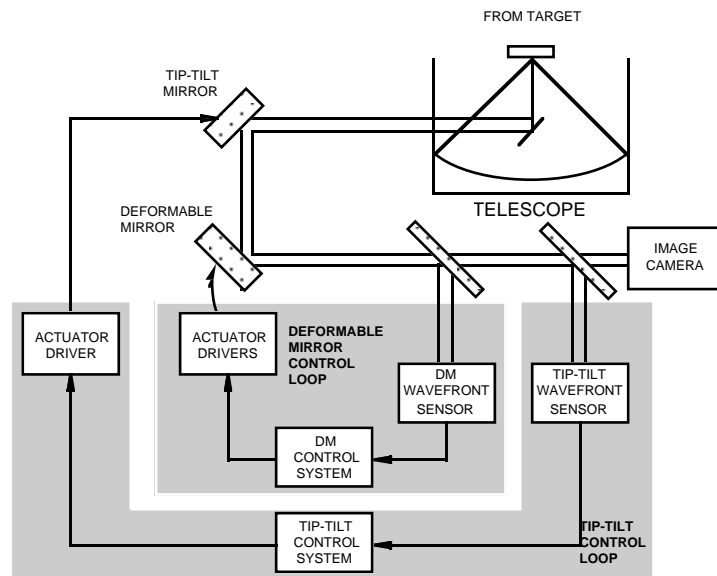 FROM TARGET
TIP-TILT
MIRROR
TELESCOPE
DEFORMABLE
MIRROR
IMAGE
CAMERA
ACTUATOR
DRIVER
ACTUATOR
DRIVERS
DEFORMABLE
MIRROR
CONTROL
LOOP
DM
WAVEFRONT
SENSOR
TIP-TILT
WAVEFRONT
SENSOR
DM
CONTROL
SYSTEM
TIP-TILT
CONTROL
SYSTEM
TIP-TILT
CONTROL
LOOP